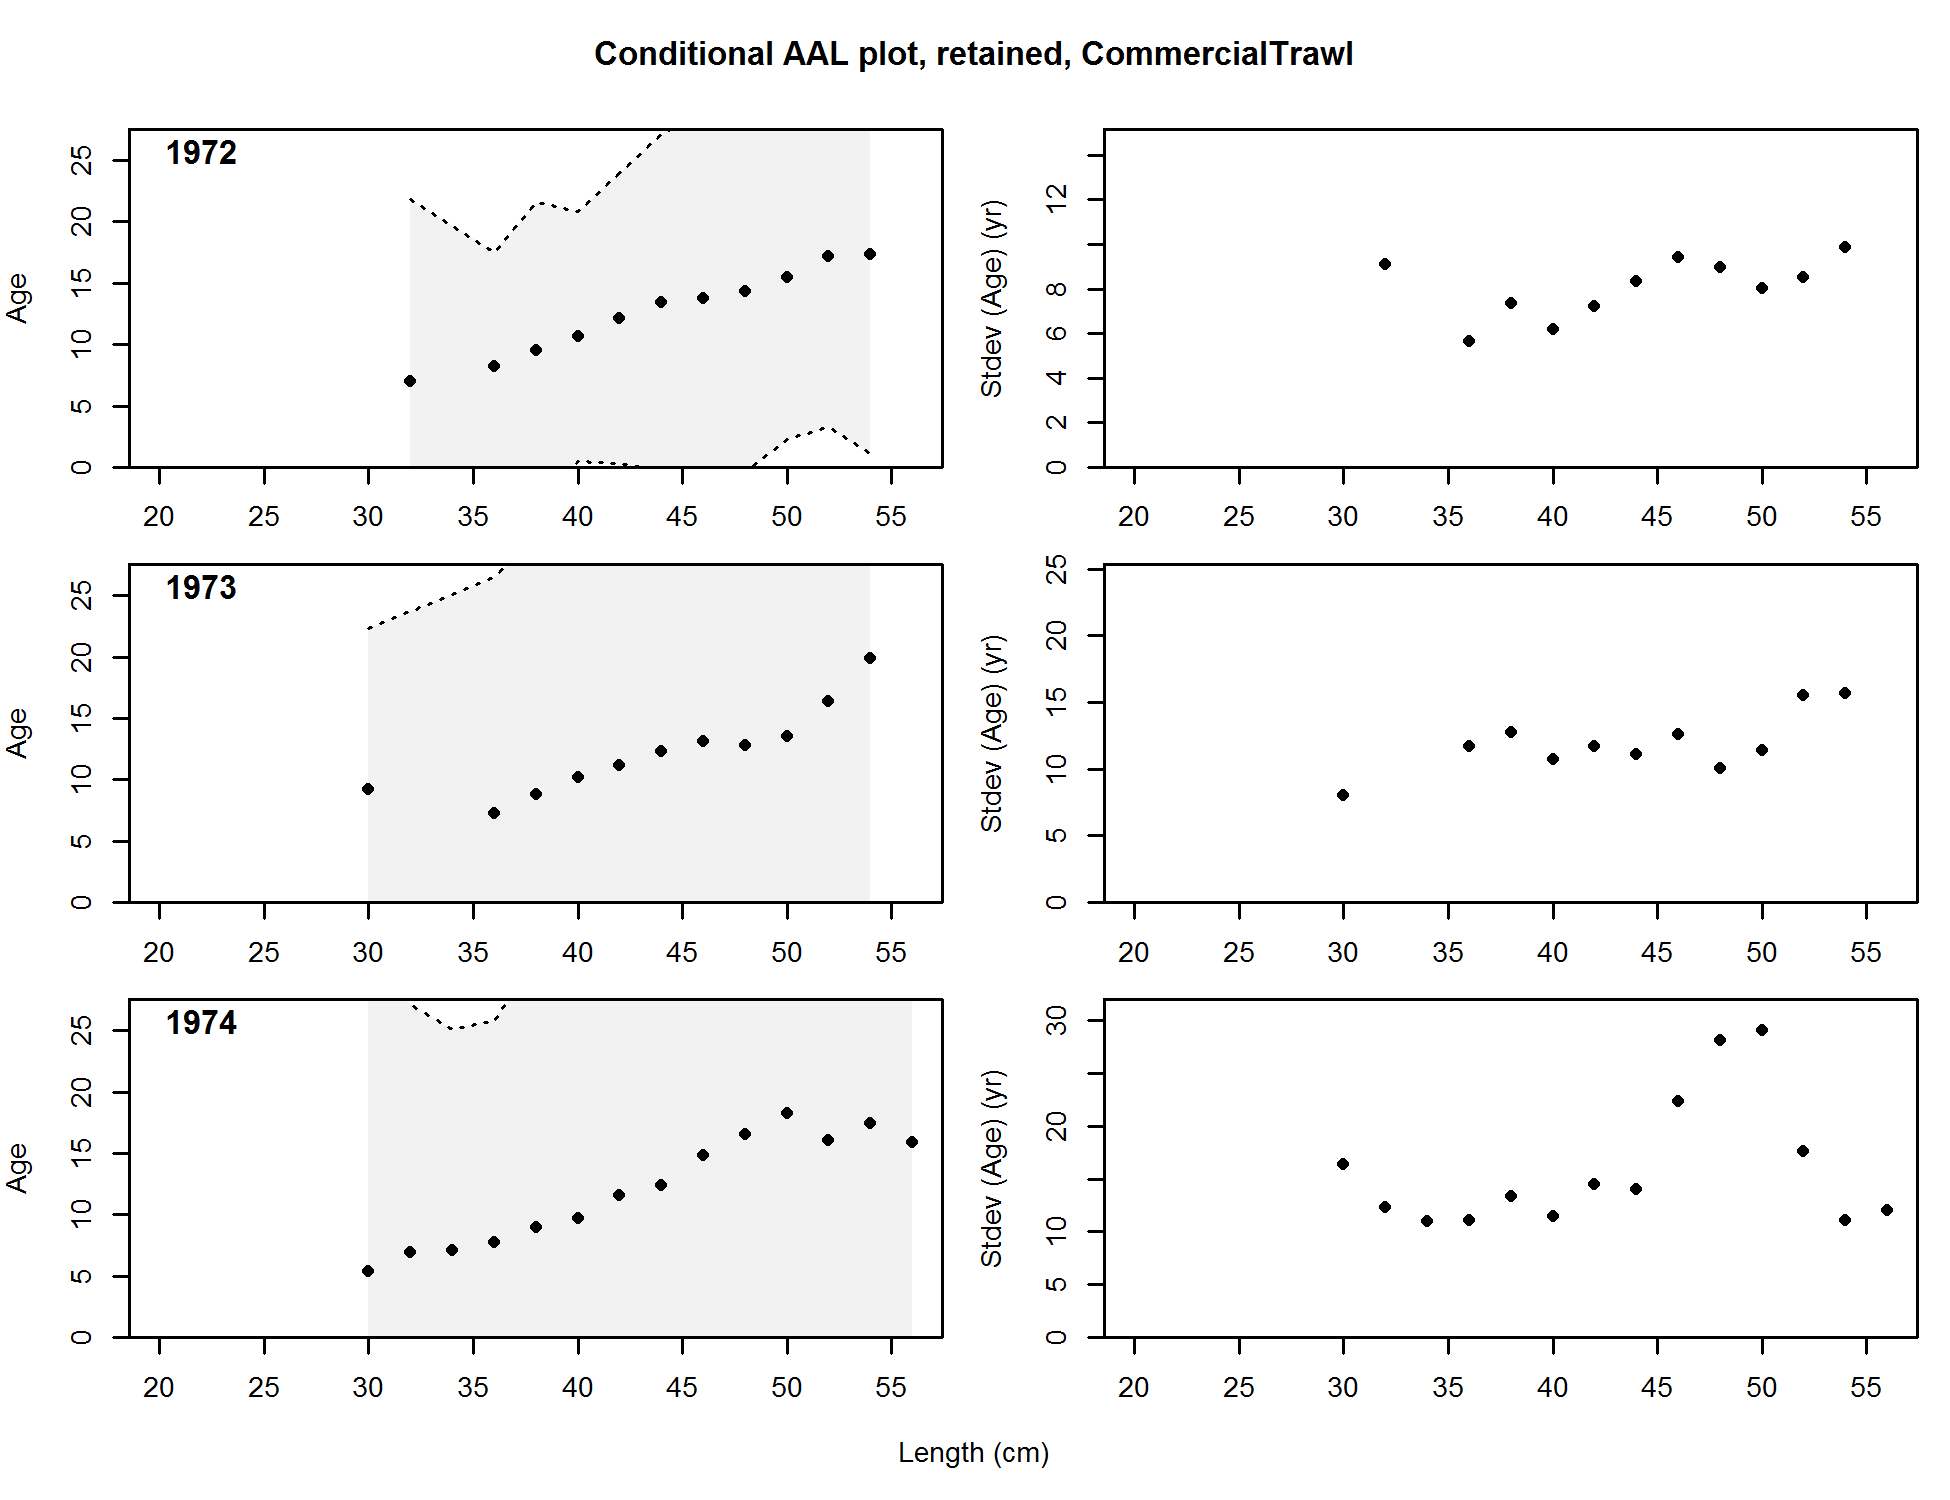 Conditional AAL plot, retained, CommercialTrawl
1972
Age
0 5 10 15 20 25
20 25 30 35 40 45 50 55
Stdev (Age) (yr)
0 2 4 6 8 12
20 25 30 35 40 45 50 55
1973
Age
0 5 10 15 20 25
20 25 30 35 40 45 50 55
Stdev (Age) (yr)
0 5 10 15 20 25
20 25 30 35 40 45 50 55
1974
Age
0 5 10 15 20 25
20 25 30 35 40 45 50 55
Stdev (Age) (yr)
0 5 10 20 30
20 25 30 35 40 45 50 55
Length (cm)